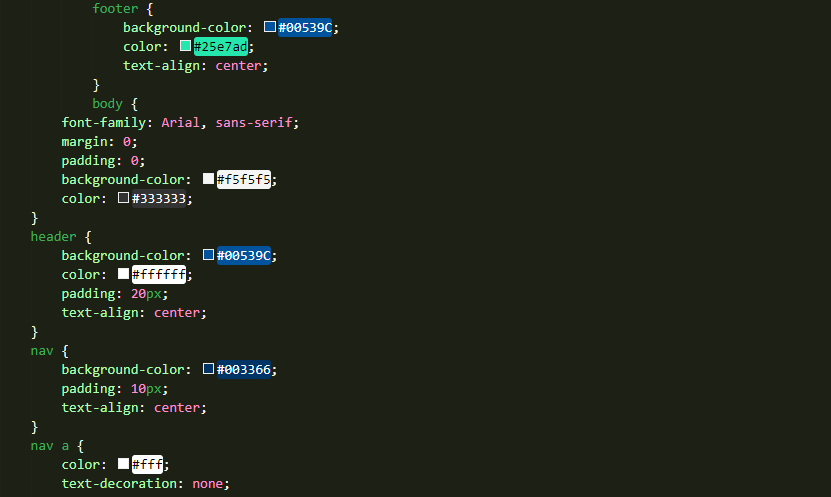 footer {
background-color: #00539C;
color: #25e7ad;
text-align: center;
}
body {
font-family: Arial, sans-serif;
margin: 0;
padding: 0;
background-color: #f5f5f5;
color: #333333;
}
header {
background-color: #00539C;
color: #ffffff;
padding: 20px;
text-align: center;
}
nav {
background-color: #003366;
padding: 10px;
text-align: center;
}
nav a {
color: #fff;
text-decoration: none;